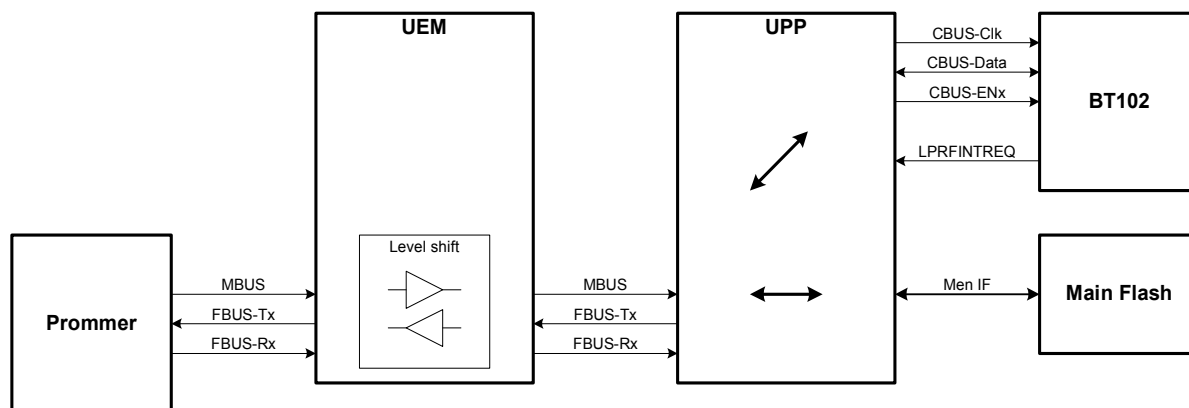 UEM
UPP
CBUS-Clk
CBUS-Data
CBUS-ENx
BT102
LPRFINTREQ
Level shift
Prommer
MBUS
FBUS-Tx
FBUS-Rx
MBUS
FBUS-Tx
FBUS-Rx
Men IF
Main Flash